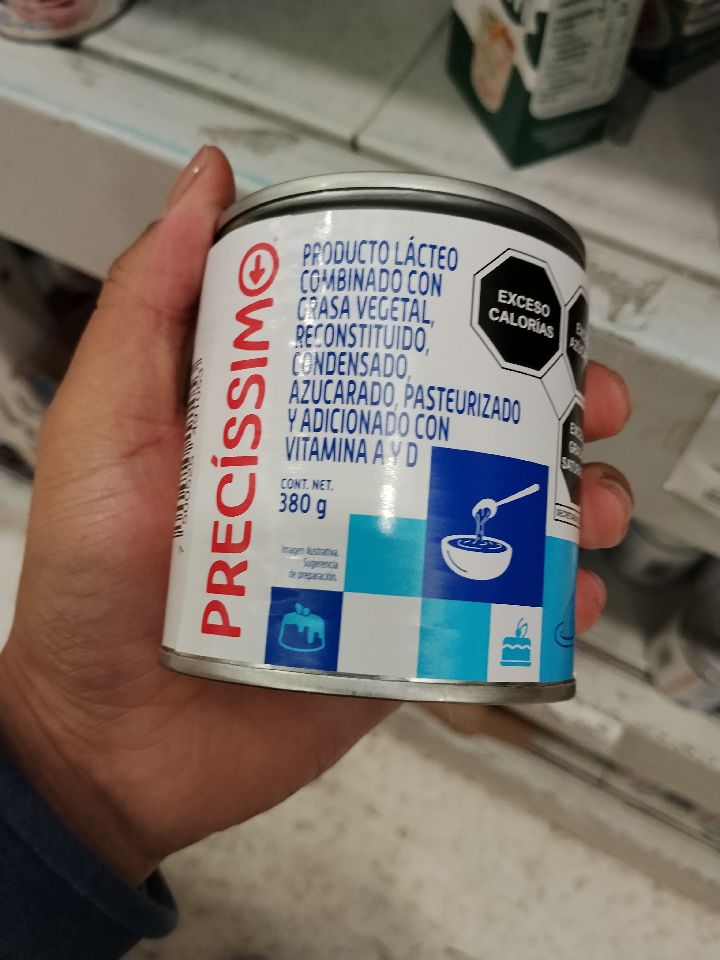 PRECÍSSIMO
PRODUCTO LÁCTEO
COMBINADO CON
GRASA VEGETAL,
RECONSTITUIDO,
CONDENSADO,
AZUCARADO, PASTEURIZADO
Y ADICIONADO CON
VITAMINA A Y D
CONT. NET.
380 g
Imagen ilustrativa.
Sugerencia
de preparación.
EXCESO
CALORÍAS